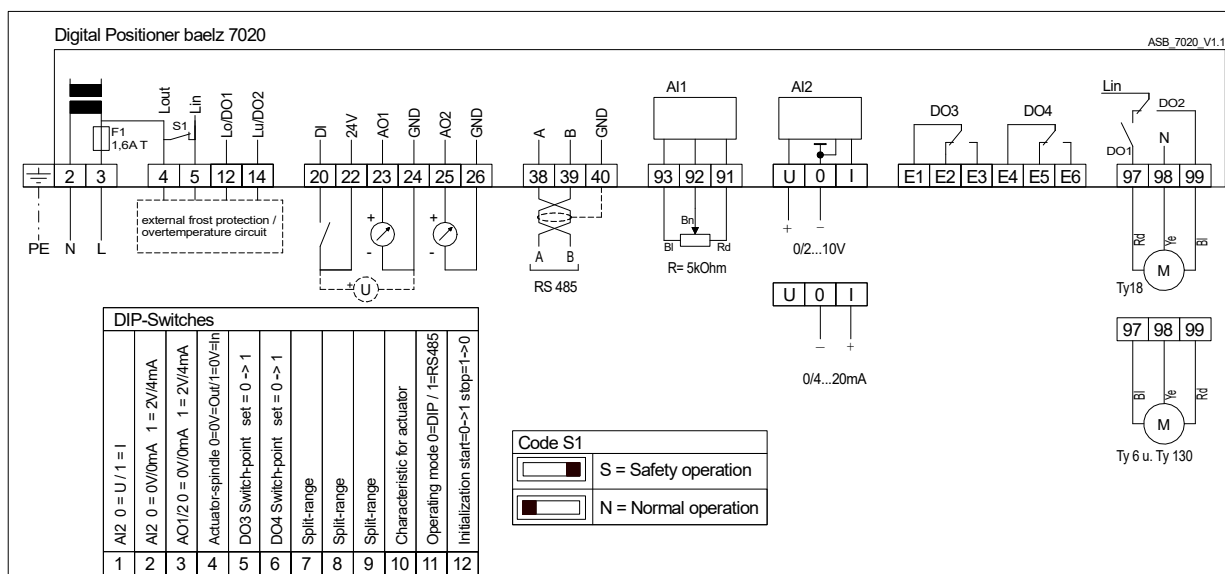 Digital Positioner baelz 7020
ASB_7020_V1.1
F1
1,6A T
Lout
S1
Lin
Lo/DO1
Lu/DO2
DI
24V
AO1
GND
AO2
GND
A
B
GND
AI1
AI2
DO3
DO4
Lin
DO2
DO1
N
2 3 4 5 12 14 20 22 23 24 25 26 38 39 40 93 92 91 U 0 I E1 E2 E3 E4 E5 E6 97 98 99
PE N L
external frost protection /
overtemperature circuit
+
-
+
-
+ U
A B
RS 485
Bl
Bn
Rd
R= 5kOhm
+ −
0/2...10V
U 0 I
− +
0/4...20mA
Rd
Ye
Bl
M
Ty18
97 98 99
Bl
Ye
Rd
M
Ty 6 u. Ty 130
DIP-Switches
AI2 0 = U / 1 = I
AI2 0 = 0V/0mA 1 = 2V/4mA
AO1/2 0 = 0V/0mA 1 = 2V/4mA
Actuator-spindle 0=0V=Out/1=0V=In
DO3 Switch-point set = 0 -> 1
DO4 Switch-point set = 0 -> 1
Split-range
Split-range
Split-range
Characteristic for actuator
Operating mode 0=DIP / 1=RS485
Initialization start=0->1 stop=1->0
1 2 3 4 5 6 7 8 9 10 11 12
Code S1
S = Safety operation
N = Normal operation